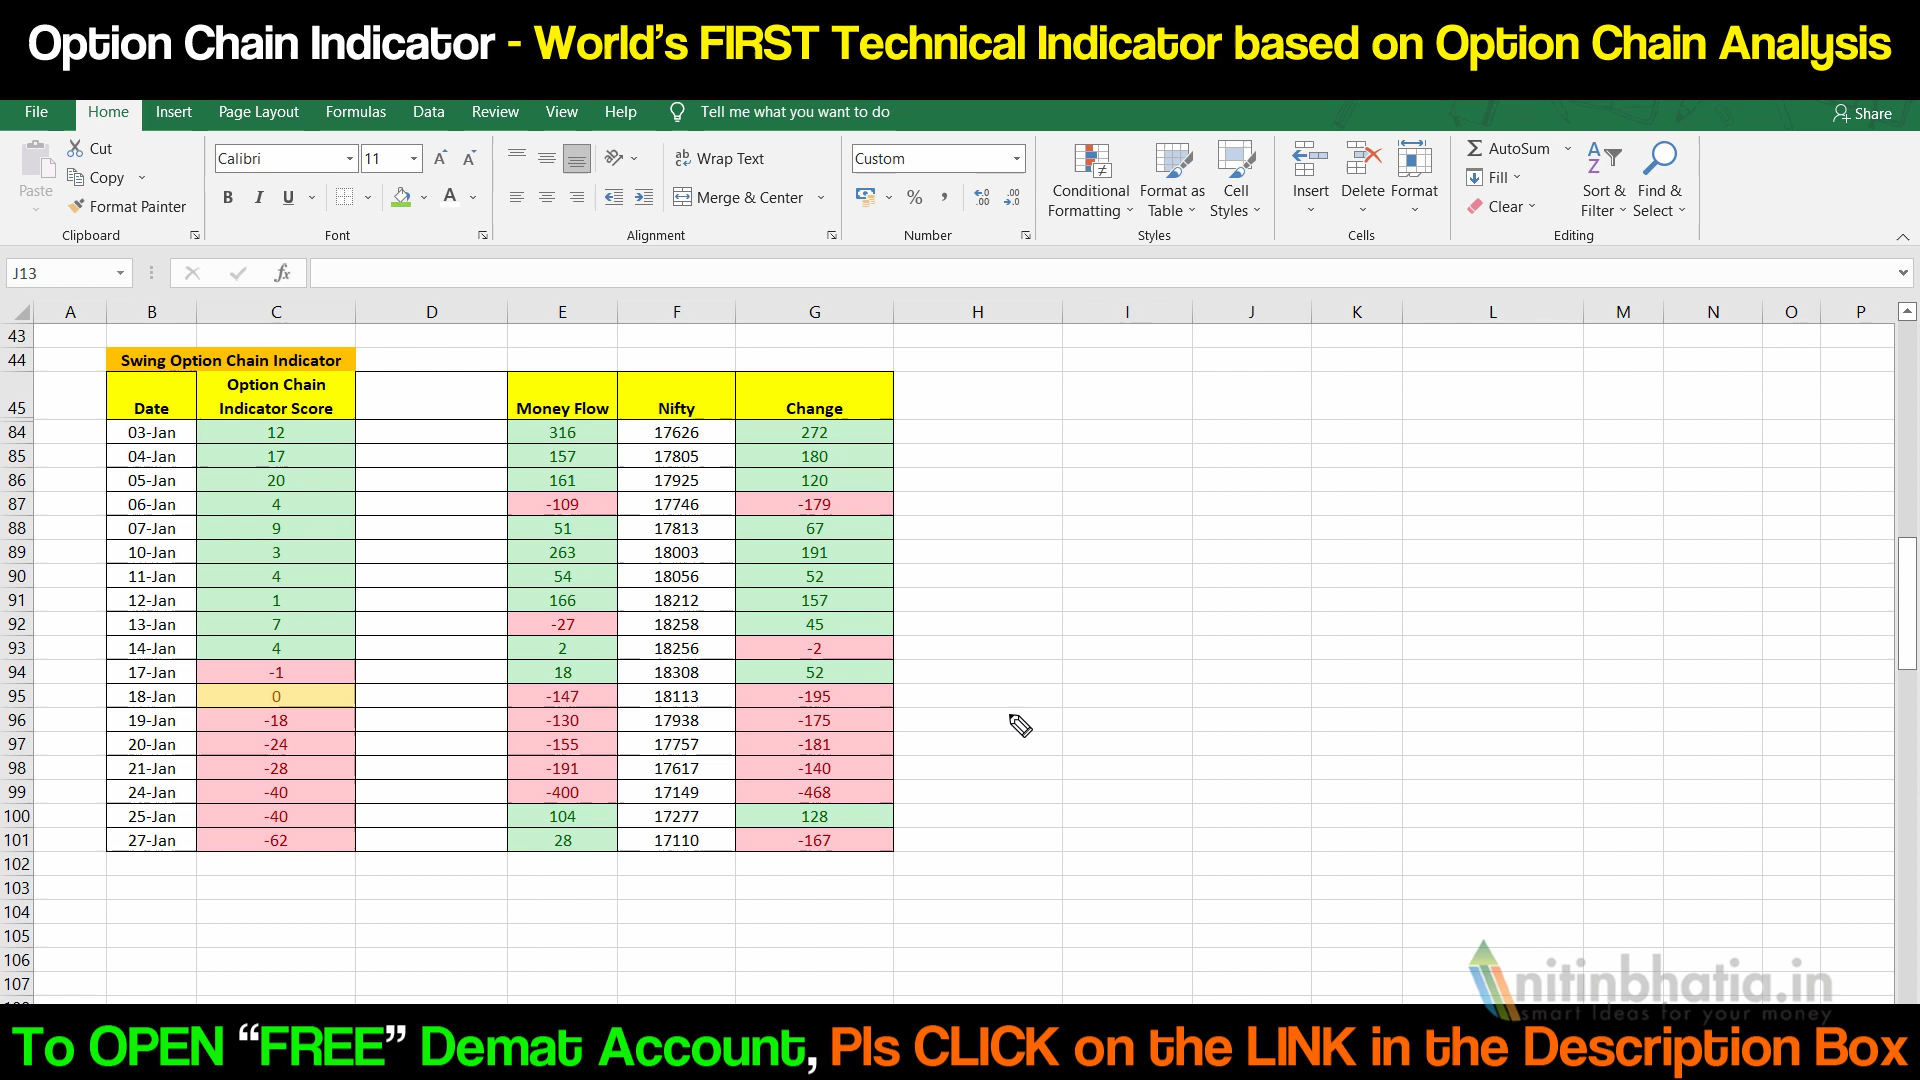 Option Chain Indicator - World's FIRST Technical Indicator based on Option Chain Analysis
File Home Insert Page Layout Formulas Data Review View Help Tell me what you want to do Share
Paste Cut Copy Format Painter Clipboard
Calibri 11 B I U A Font
Wrap Text Merge & Center Alignment
Custom % , Number
Conditional Formatting Format as Table Cell Styles Styles
Insert Delete Format Cells
AutoSum Fill Clear Sort & Filter Find & Select Editing
J13 fx
A B C D E F G H I J K L M N O P
43
44 Swing Option Chain Indicator
45 Date Option Chain Indicator Score Money Flow Nifty Change
84 03-Jan 12 316 17626 272
85 04-Jan 17 157 17805 180
86 05-Jan 20 161 17925 120
87 06-Jan 4 -109 17746 -179
88 07-Jan 9 51 17813 67
89 10-Jan 3 263 18003 191
90 11-Jan 4 54 18056 52
91 12-Jan 1 166 18212 157
92 13-Jan 7 -27 18258 45
93 14-Jan 4 2 18256 -2
94 17-Jan -1 18 18308 52
95 18-Jan 0 -147 18113 -195
96 19-Jan -18 -130 17938 -175
97 20-Jan -24 -155 17757 -181
98 21-Jan -28 -191 17617 -140
99 24-Jan -40 -400 17149 -468
100 25-Jan -40 104 17277 128
101 27-Jan -62 28 17110 -167
102
103
104
105
106
107
nitinbhatia.in
smart Ideas for your money
To OPEN "FREE" Demat Account, Pls CLICK on the LINK in the Description Box